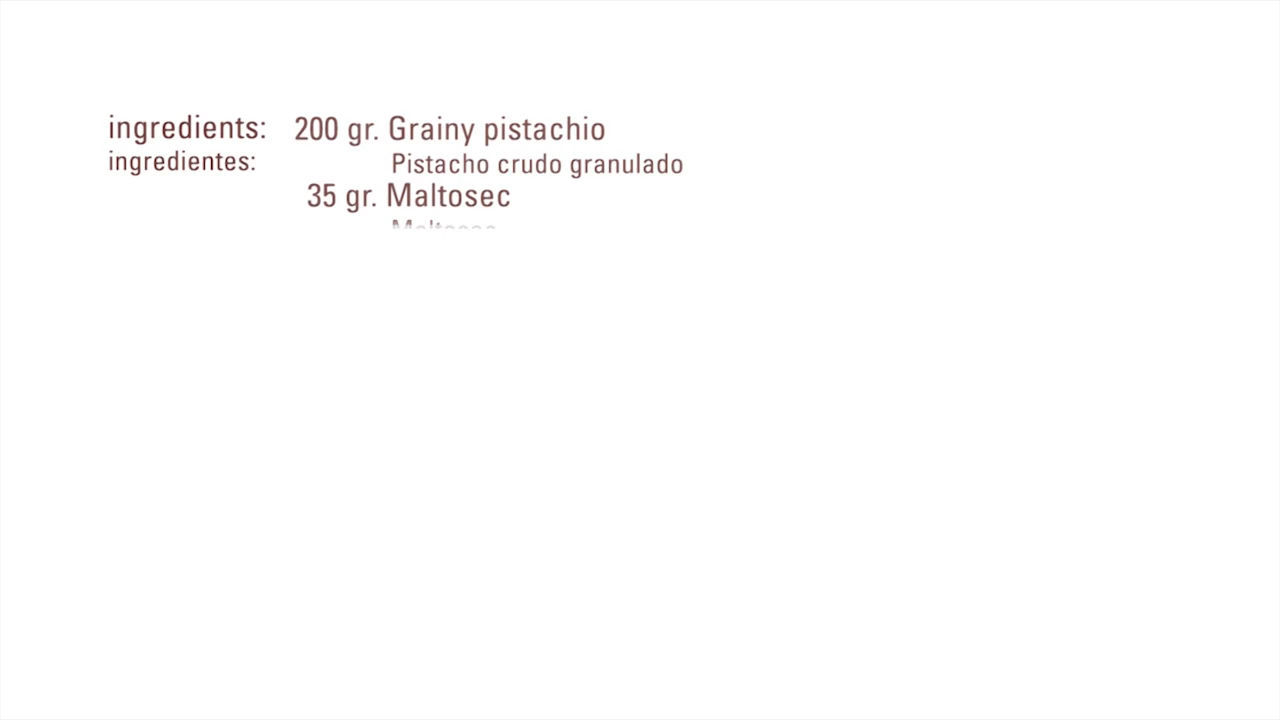 ingredients: 200 gr. Grainy pistachio
ingredientes: Pistacho crudo granulado
35 gr. Maltosec